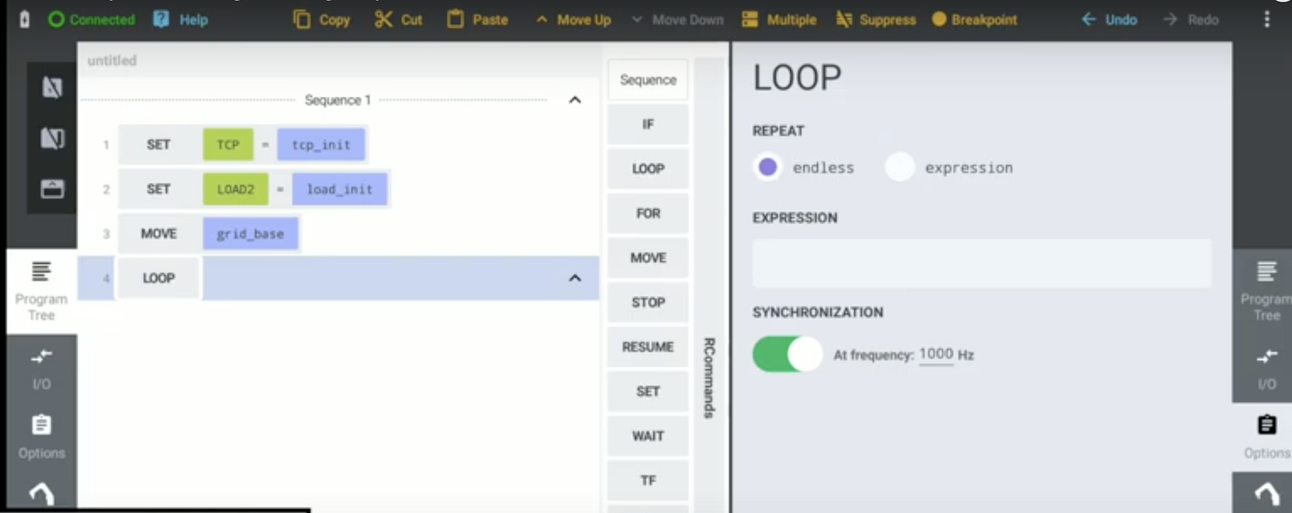 Connected Help Copy Cut Paste Move Up Move Down Multiple Suppress Breakpoint Undo Redo
untitled
Sequence 1
1 SET TCP = tcp_init
2 SET LOAD2 = load_init
3 MOVE grid_base
4 LOOP
Program
Tree
I/O
Options
Sequence
IF
LOOP
FOR
MOVE
STOP
RESUME
SET
WAIT
TF
RCommands
LOOP
REPEAT
endless expression
EXPRESSION
SYNCHRONIZATION
At frequency: 1000 Hz
Program
Tree
I/O
Options